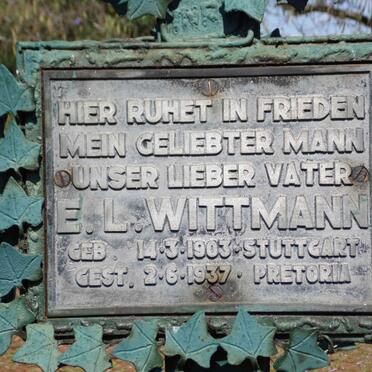 HIER RUHET IN FRIEDEN
MEIN GELIEBTER MANN
UNSER LIEBER VATER
E. L. WITTMANN
GEB. 14·3·1903·STUTTGART
GEST. 2·6·1937· PRETORIA